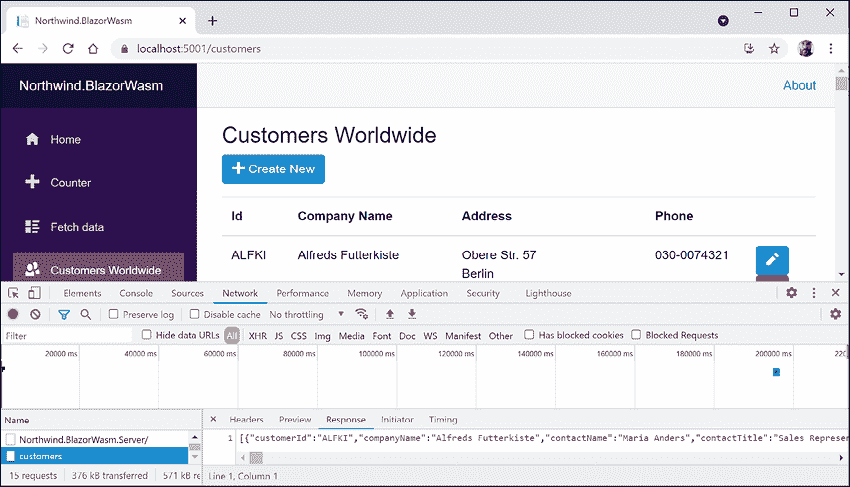 Northwind.BlazorWasm
localhost:5001/customers
Northwind.BlazorWasm
About
Home
Counter
Fetch data
Customers Worldwide
Customers Worldwide
Create New
Id Company Name Address Phone
ALFKI Alfreds Futterkiste Obere Str. 57 030-0074321
Berlin
Elements Console Sources Network Performance Memory Application Security Lighthouse
Preserve log Disable cache No throttling
Filter Hide data URLs All XHR JS CSS Img Media Font Doc WS Manifest Other Has blocked cookies Blocked Requests
20000 ms 40000 ms 60000 ms 80000 ms 100000 ms 120000 ms 140000 ms 160000 ms 180000 ms 200000 ms 220
Name Headers Preview Response Initiator Timing
Northwind.BlazorWasm.Server/
customers
1 [{"customerId":"ALFKI","companyName":"Alfreds Futterkiste","contactName":"Maria Anders","contactTitle":"Sales Represer
15 requests 376 kB transferred 571 kB re Line 1, Column 1